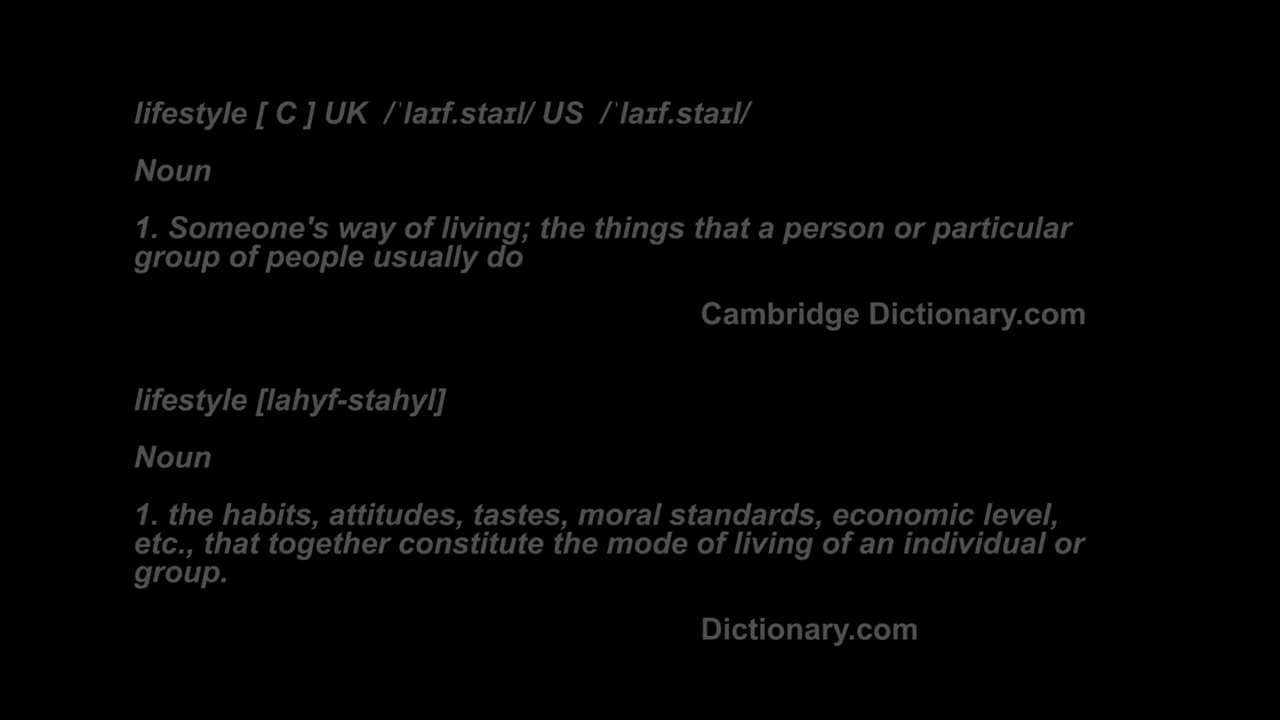 lifestyle [ C ] UK  /ˈlaɪf.staɪl/ US  /ˈlaɪf.staɪl/
Noun
1. Someone's way of living; the things that a person or particular
group of people usually do
Cambridge Dictionary.com
lifestyle [lahyf-stahyl]
Noun
1. the habits, attitudes, tastes, moral standards, economic level,
etc., that together constitute the mode of living of an individual or
group.
Dictionary.com